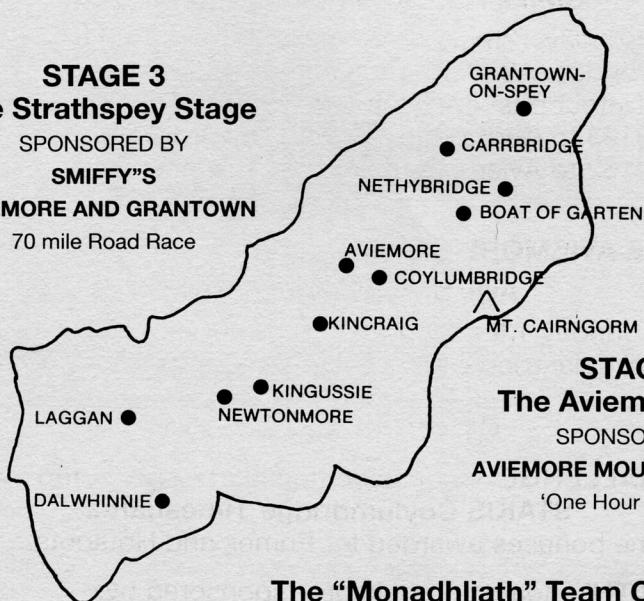 STAGE 3
e Strathspey Stage
SPONSORED BY
SMIFFY"S
MORE AND GRANTOWN
70 mile Road Race
GRANTOWN-
ON-SPEY
CARRBRIDGE
NETHYBRIDGE
BOAT OF GARTEN
AVIEMORE
COYLUMBRIDGE
KINCRAIG
MT. CAIRNGORM
KINGUSSIE
NEWTONMORE
LAGGAN
DALWHINNIE
STAG
The Aviem
SPONSO
AVIEMORE MOU
'One Hour
The "Monadhliath" Team C